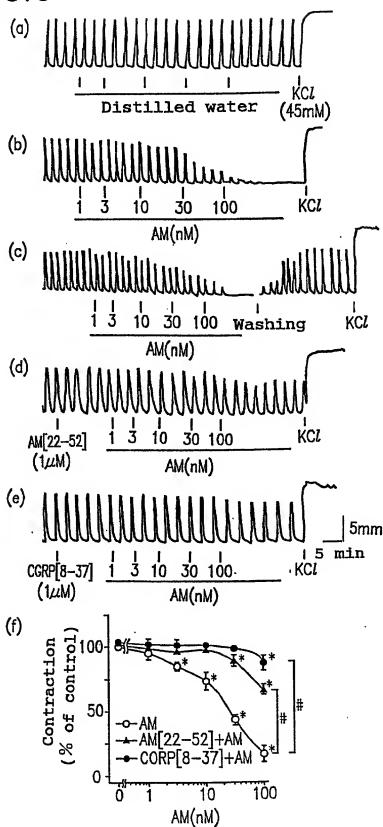 (a)
Distilled water
KCl
(45mM)
(b)
1 3 10 30 100
KCl
AM(nM)
(c)
1 3 10 30 100 Washing
KCl
AM(nM)
(d)
AM[22-52]
(1μM)
1 3 10 30 100
KCl
AM(nM)
(e)
5mm
5 min
CGRP[8-37]
(1μM)
1 3 10 30 100
KCl
AM(nM)
(f)
Contraction
(% of control)
100
50
0
AM
AM[22-52]+AM
CORP[8-37]+AM
* * * * * * *
# #
0 1 10 100
AM(nM)